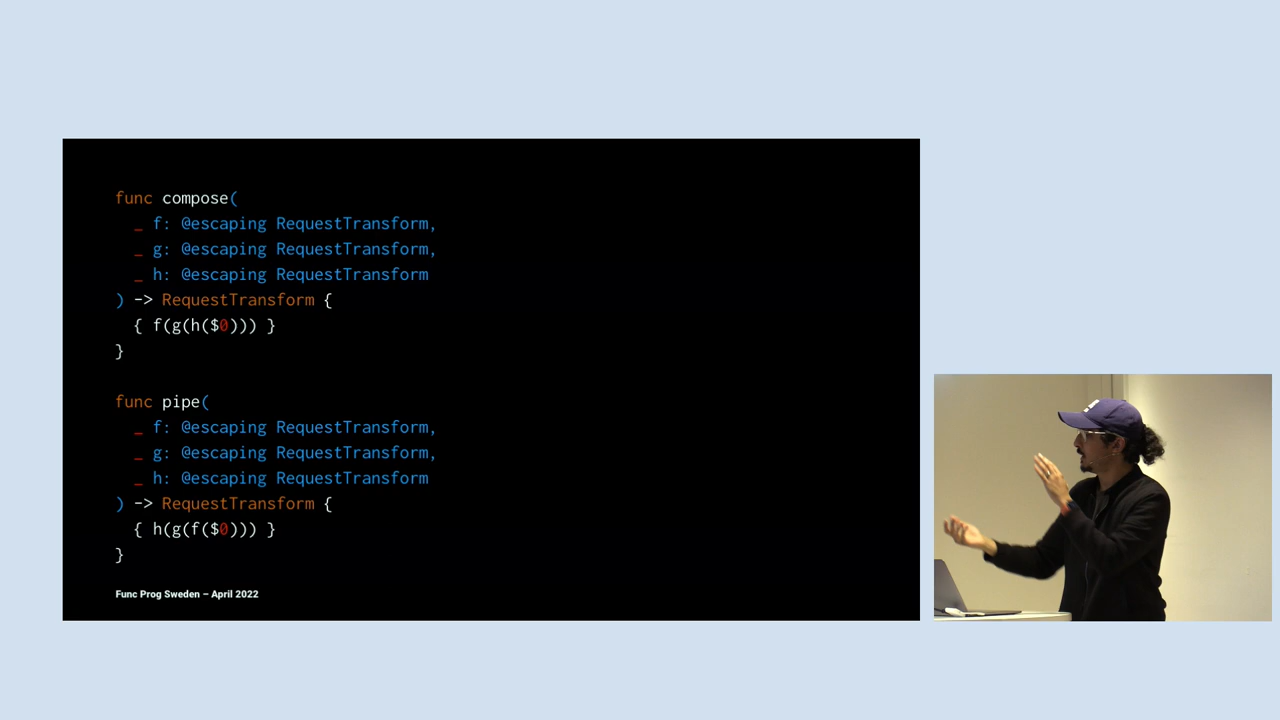 func compose(
  _ f: @escaping RequestTransform,
  _ g: @escaping RequestTransform,
  _ h: @escaping RequestTransform
) -> RequestTransform {
  { f(g(h($0))) }
}

func pipe(
  _ f: @escaping RequestTransform,
  _ g: @escaping RequestTransform,
  _ h: @escaping RequestTransform
) -> RequestTransform {
  { h(g(f($0))) }
}
Func Prog Sweden – April 2022